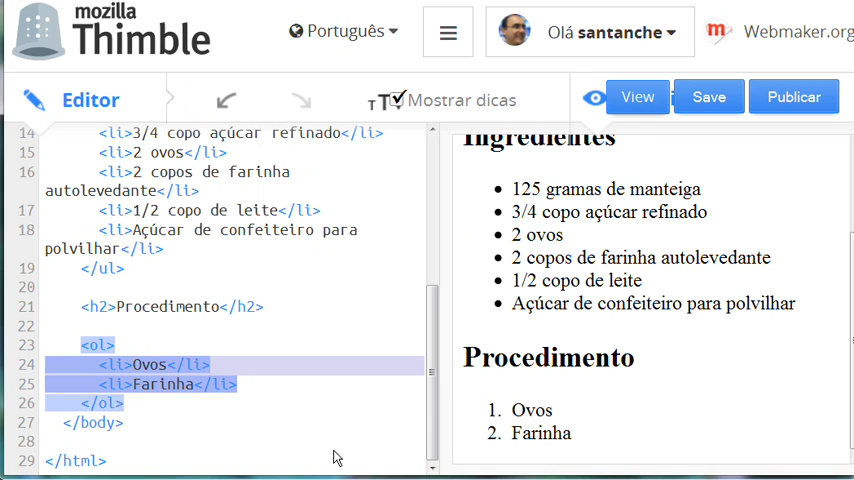 mozilla
Thimble
Português
Olá santanche
Webmaker.org
Editor
TT Mostrar dicas
View
Save
Publicar
14 <li>3/4 copo açúcar refinado</li>
15 <li>2 ovos</li>
16 <li>2 copos de farinha
autolevedante</li>
17 <li>1/2 copo de leite</li>
18 <li>Açúcar de confeiteiro para
polvilhar</li>
19 </ul>
20
21 <h2>Procedimento</h2>
22
23 <ol>
24 <li>Ovos</li>
25 <li>Farinha</li>
26 </ol>
27 </body>
28
29 </html>
Ingredientes
• 125 gramas de manteiga
• 3/4 copo açúcar refinado
• 2 ovos
• 2 copos de farinha autolevedante
• 1/2 copo de leite
• Açúcar de confeiteiro para polvilhar
Procedimento
1. Ovos
2. Farinha